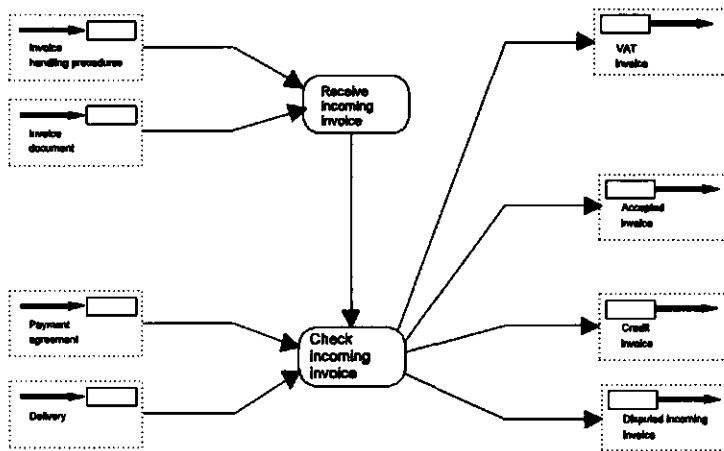 Invoice
handling procedures
Invoice
document
Receive
incoming
invoice
Payment
agreement
Delivery
Check
incoming
invoice
VAT
invoice
Accepted
invoice
Credit
invoice
Disputed incoming
invoice